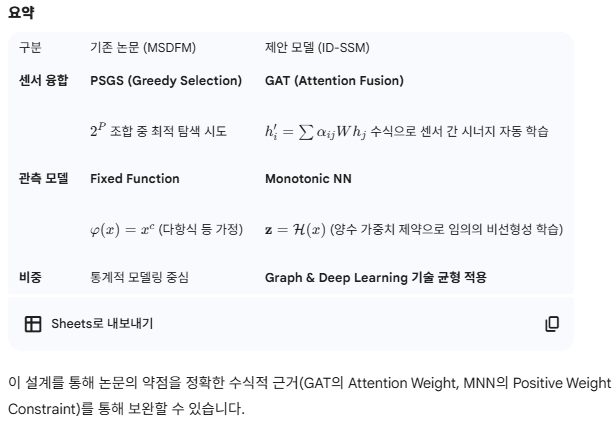 요약
구분 기존 논문 (MSDFM) 제안 모델 (ID-SSM)
센서 융합 PSGS (Greedy Selection) GAT (Attention Fusion)
2^P 조합 중 최적 탐색 시도 h'_i = ∑ α_{ij}Wh_j 수식으로 센서 간 시너지 자동 학습
관측 모델 Fixed Function Monotonic NN
φ(x) = x^c (다항식 등 가정) z = ℋ(x) (양수 가중치 제약으로 임의의 비선형성 학습)
비중 통계적 모델링 중심 Graph & Deep Learning 기술 균형 적용
Sheets로 내보내기
이 설계를 통해 논문의 약점을 정확한 수식적 근거(GAT의 Attention Weight, MNN의 Positive Weight
Constraint)를 통해 보완할 수 있습니다.